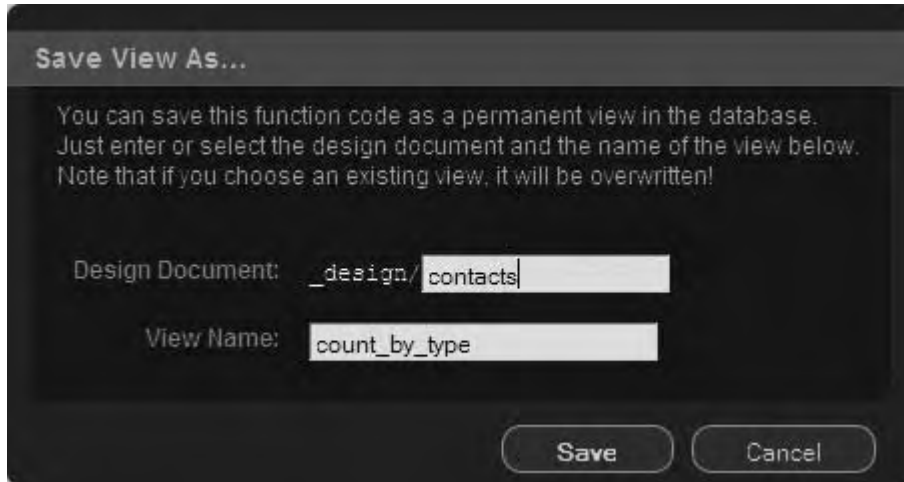 Save View As...
You can save this function code as a permanent view in the database.
Just enter or select the design document and the name of the view below.
Note that if you choose an existing view, it will be overwritten!
Design Document: _design/contacts
View Name: count_by_type
Save Cancel